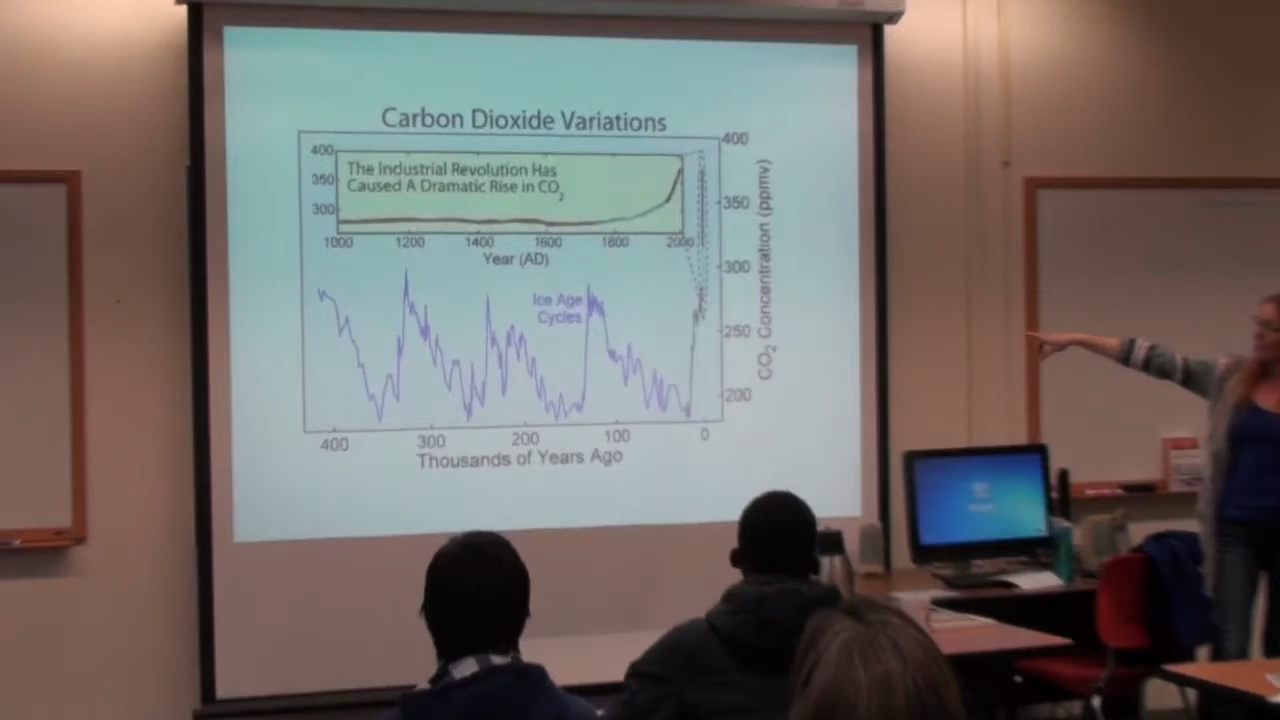 Carbon Dioxide Variations
400
400
The Industrial Revolution Has
Caused A Dramatic Rise in CO2
350
300
1000 1200 1400 1600 1800 2000
Year (AD)
350
300
250
200
CO2 Concentration (ppmv)
Ice Age
Cycles
400 300 200 100 0
Thousands of Years Ago